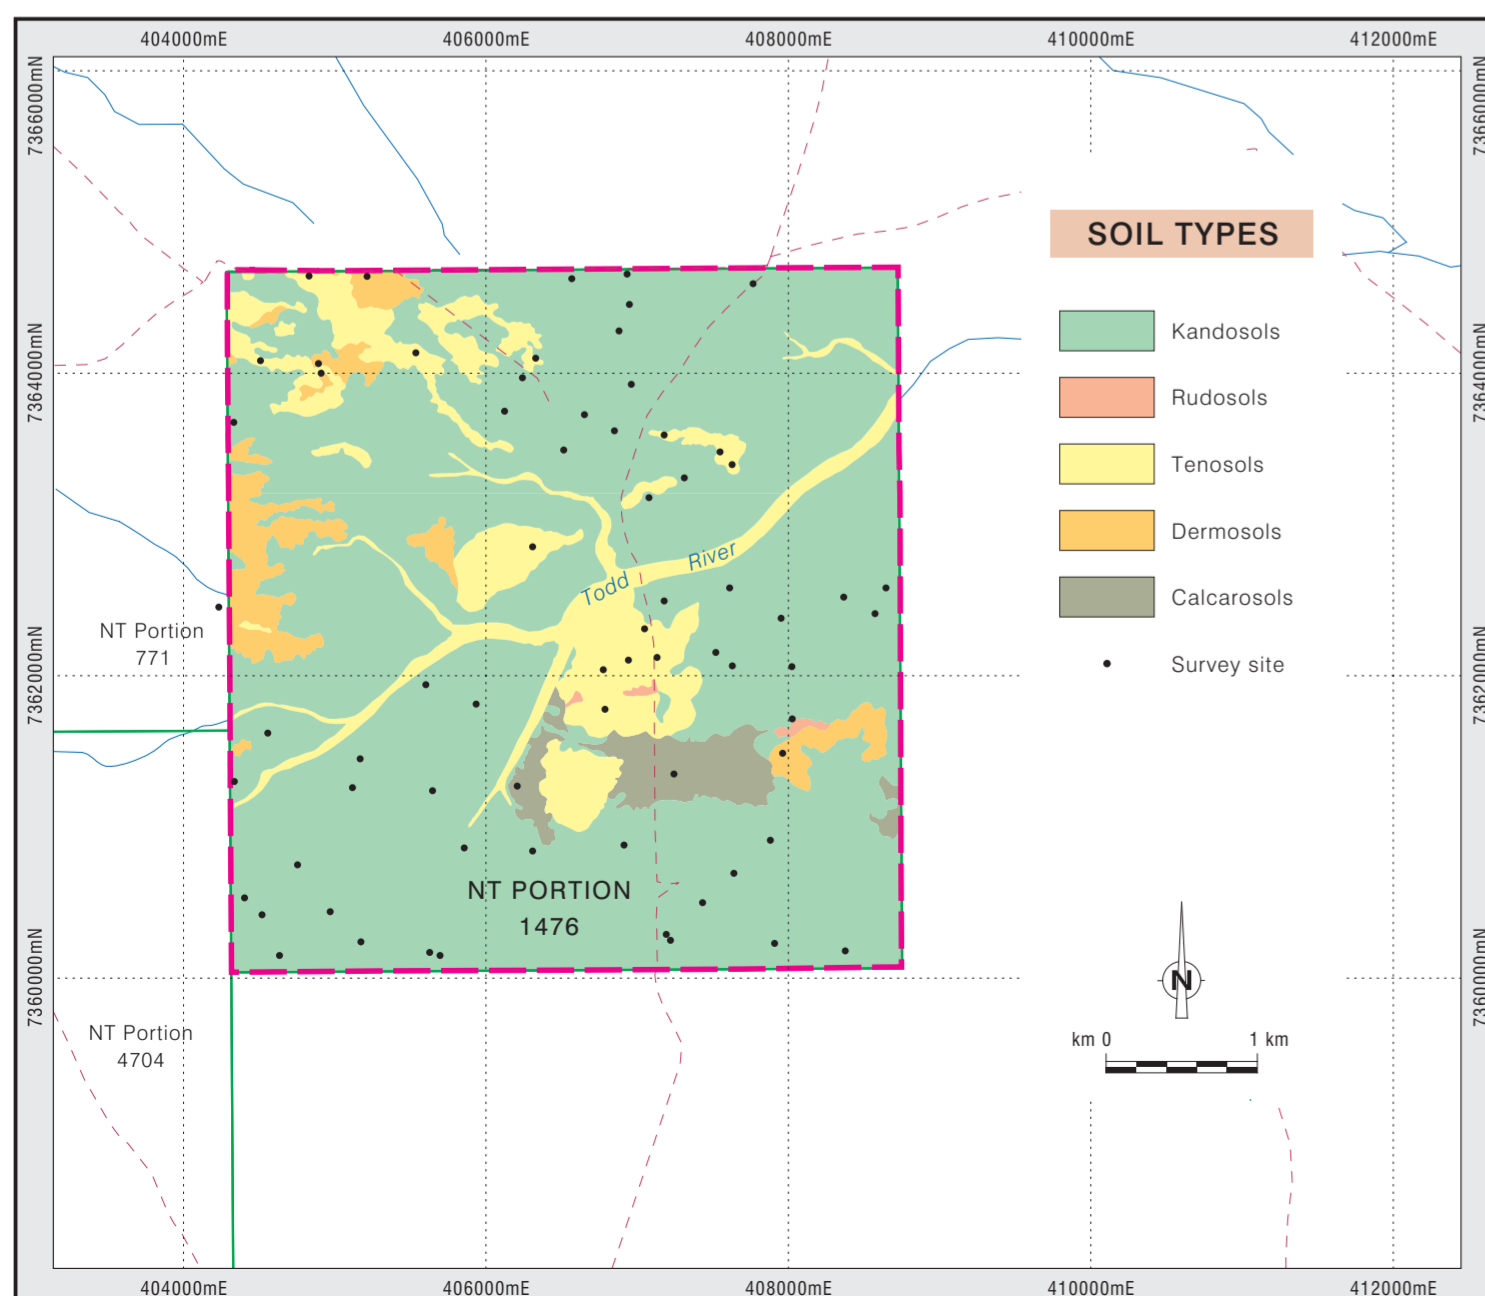 404000mE 406000mE 408000mE 410000mE 412000mE
7366000mN
7366000mN
SOIL TYPES
Kandosols
Rudosols
Tenosols
Dermosols
Calcarosols
Survey site
7364000mN
7364000mN
Todd River
NT Portion
771
7362000mN
7362000mN
NT PORTION
1476
N
7360000mN
7360000mN
NT Portion
4704
km 0 1 km
404000mE 406000mE 408000mE 410000mE 412000mE